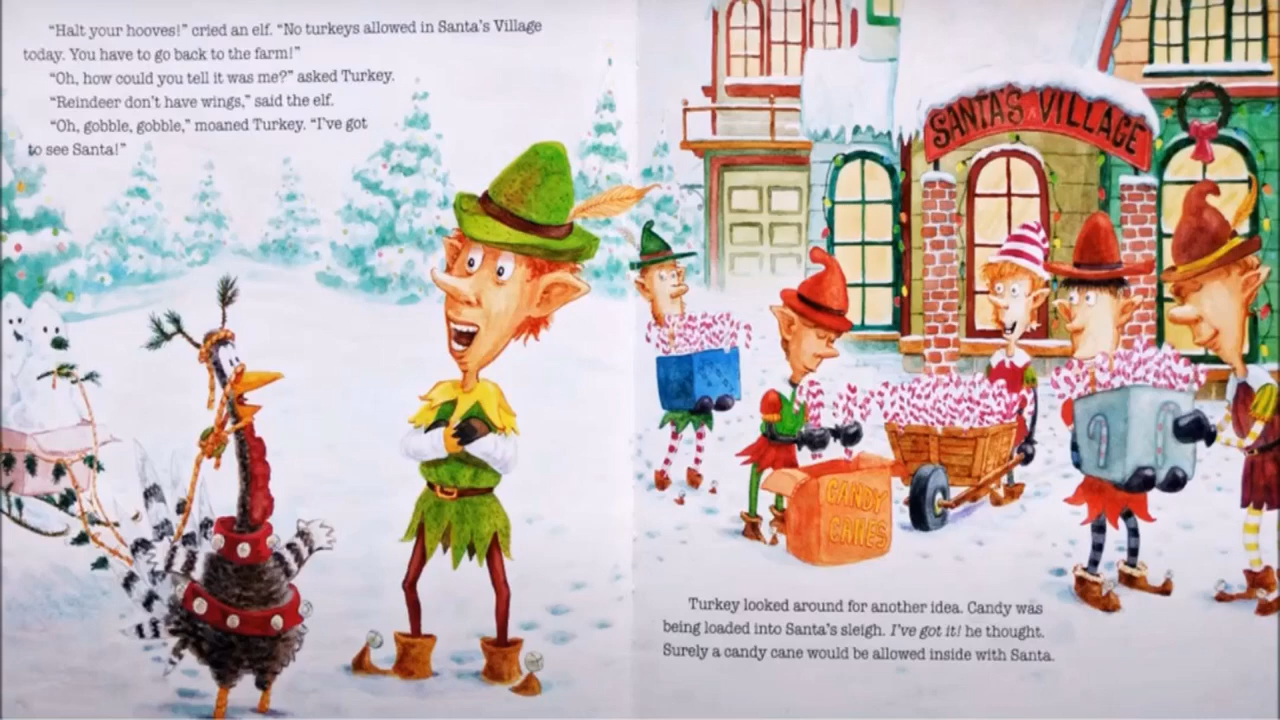 “Halt your hooves!” cried an elf. “No turkeys allowed in Santa’s Village
today. You have to go back to the farm!”
“Oh, how could you tell it was me?” asked Turkey.
“Reindeer don’t have wings,” said the elf.
“Oh, gobble, gobble,” moaned Turkey. “I’ve got
to see Santa!”
SANTA’S VILLAGE
CANDY
CANES
Turkey looked around for another idea. Candy was
being loaded into Santa’s sleigh. I’ve got it! he thought.
Surely a candy cane would be allowed inside with Santa.